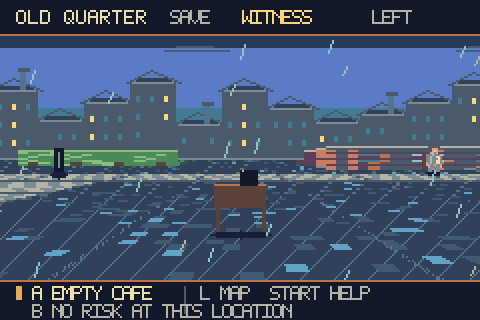 OLD QUARTER SAVE WITNESS LEFT
A EMPTY CAFE | L MAP START HELP
B NO RISK AT THIS LOCATION